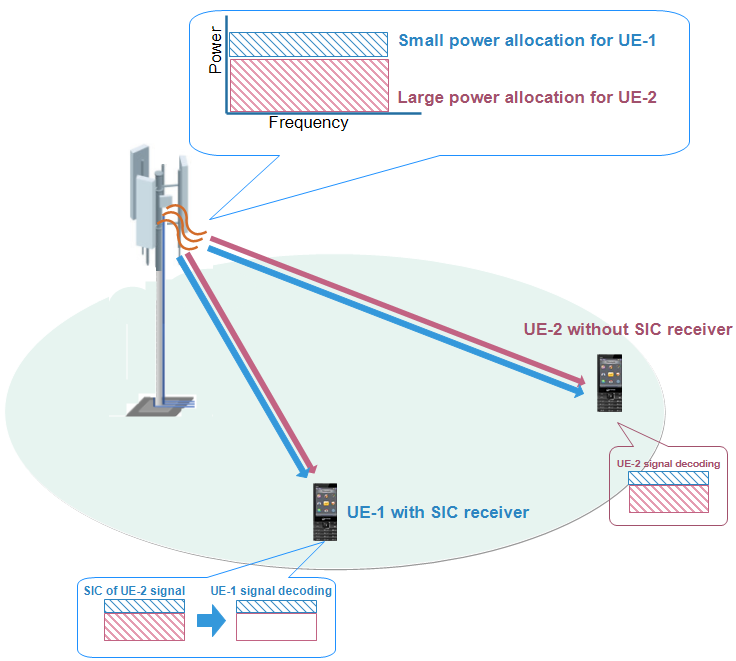 Power
Small power allocation for UE-1
Large power allocation for UE-2
Frequency
UE-2 without SIC receiver
UE-2 signal decoding
UE-1 with SIC receiver
SIC of UE-2 signal
UE-1 signal decoding